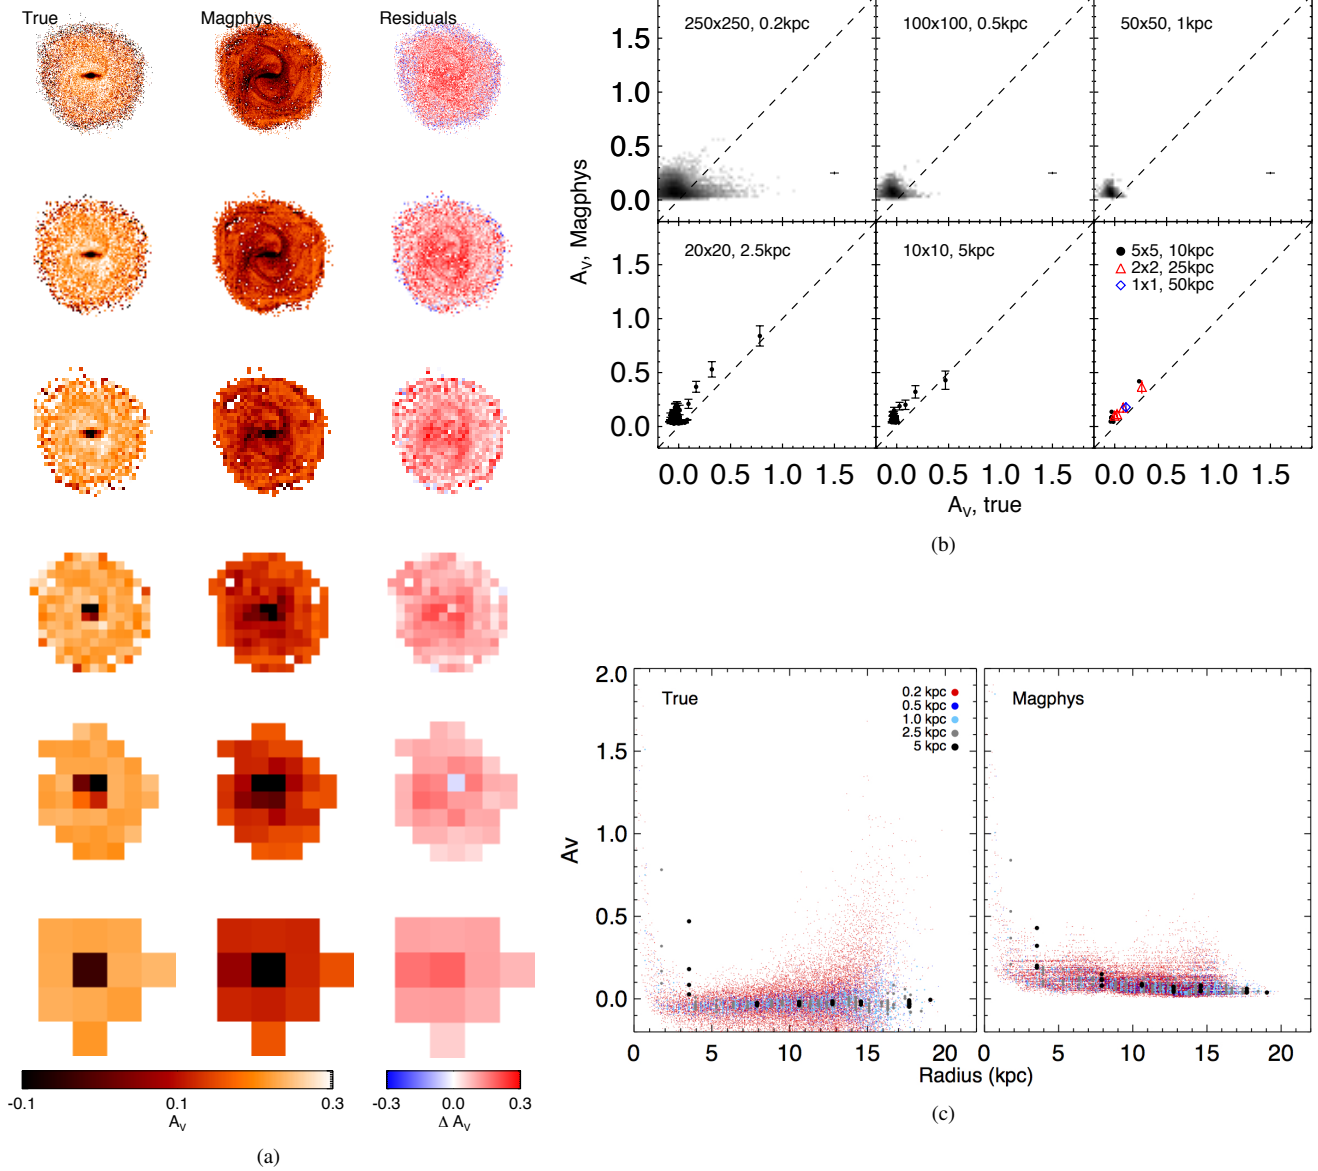 True Magphys Residuals
-0.1 0.1 0.3
A_V
-0.3 0.0 0.3
Δ A_V
(a)
250x250, 0.2kpc
100x100, 0.5kpc
50x50, 1kpc
1.5
1.0
0.5
0.0
20x20, 2.5kpc
10x10, 5kpc
5x5, 10kpc
2x2, 25kpc
1x1, 50kpc
1.5
1.0
0.5
0.0
A_V, Magphys
0.0 0.5 1.0 1.5 0.0 0.5 1.0 1.5 0.0 0.5 1.0 1.5
A_V, true
(b)
True
0.2 kpc
0.5 kpc
1.0 kpc
2.5 kpc
5 kpc
Magphys
2.0
1.5
1.0
0.5
0.0
Av
0 5 10 15 20 0 5 10 15 20
Radius (kpc)
(c)